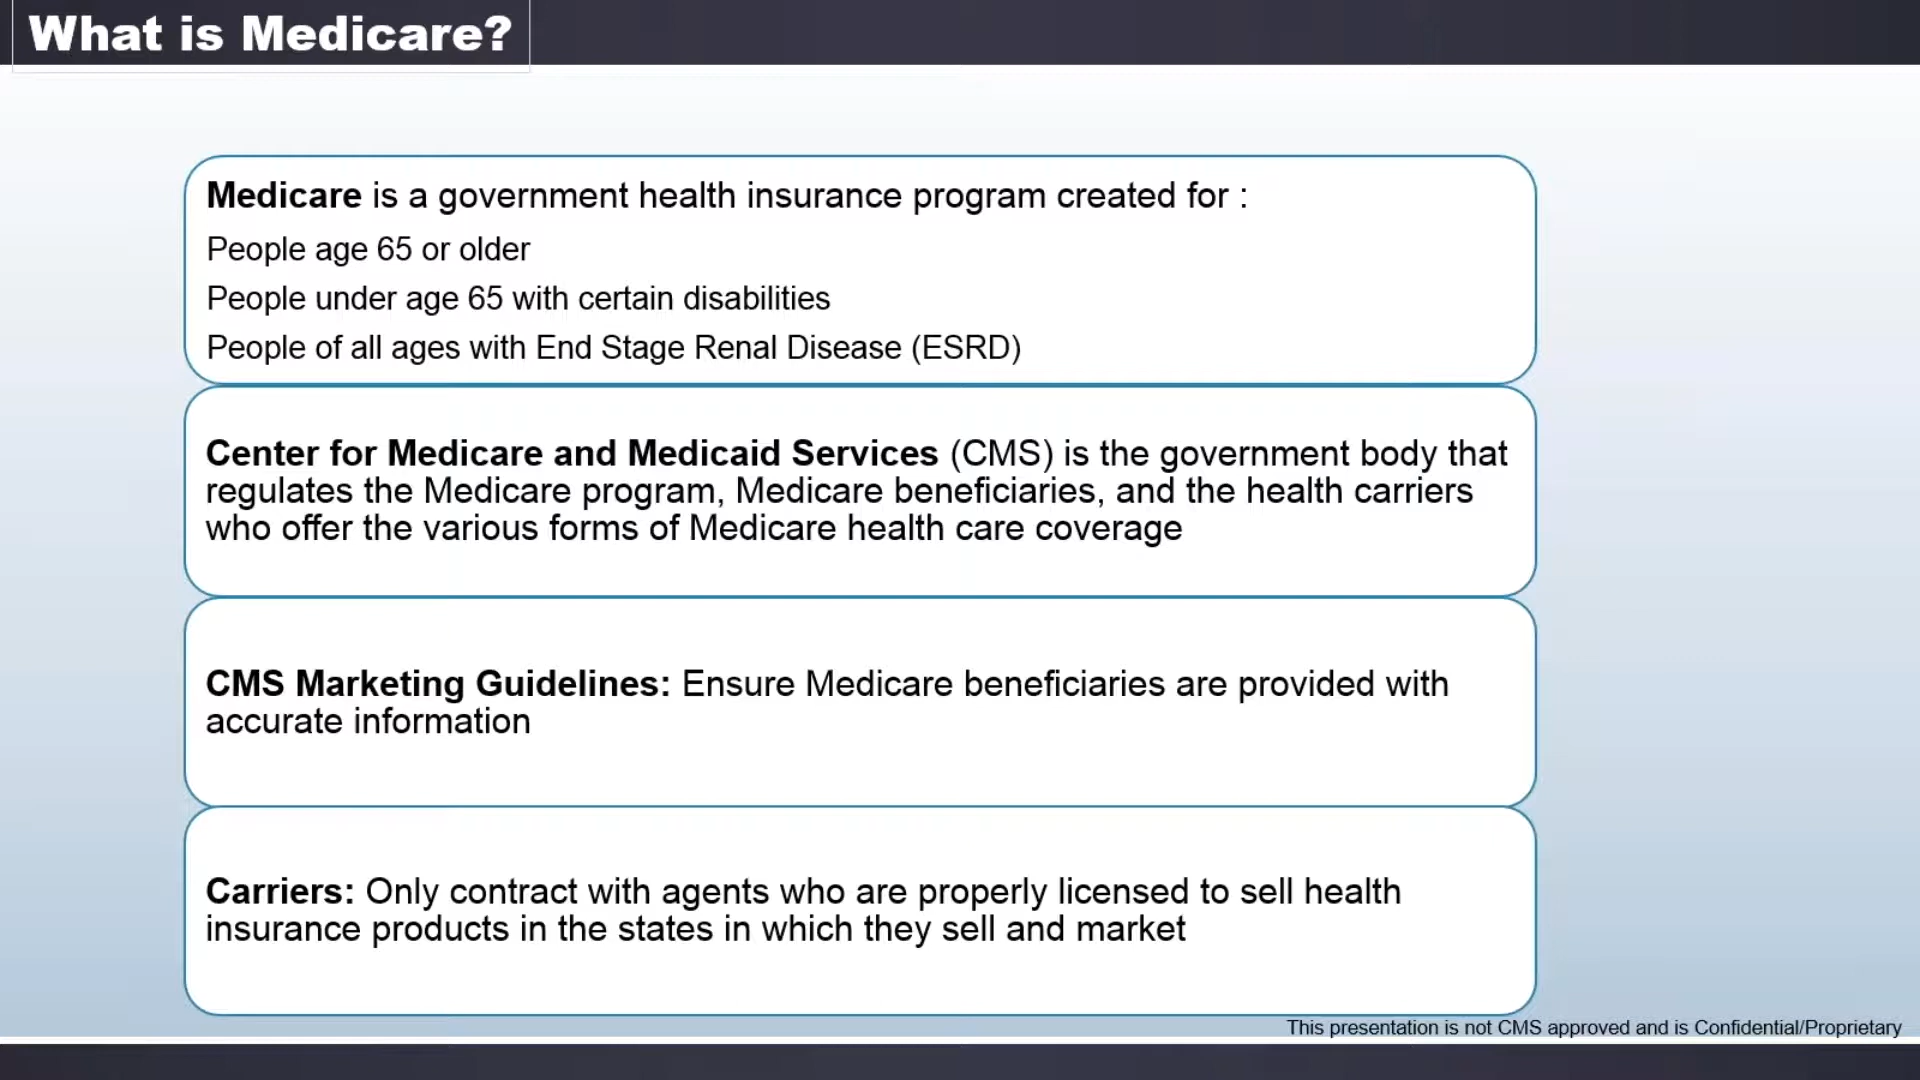 What is Medicare?
Medicare is a government health insurance program created for :
People age 65 or older
People under age 65 with certain disabilities
People of all ages with End Stage Renal Disease (ESRD)
Center for Medicare and Medicaid Services (CMS) is the government body that
regulates the Medicare program, Medicare beneficiaries, and the health carriers
who offer the various forms of Medicare health care coverage
CMS Marketing Guidelines: Ensure Medicare beneficiaries are provided with
accurate information
Carriers: Only contract with agents who are properly licensed to sell health
insurance products in the states in which they sell and market
This presentation is not CMS approved and is Confidential/Proprietary